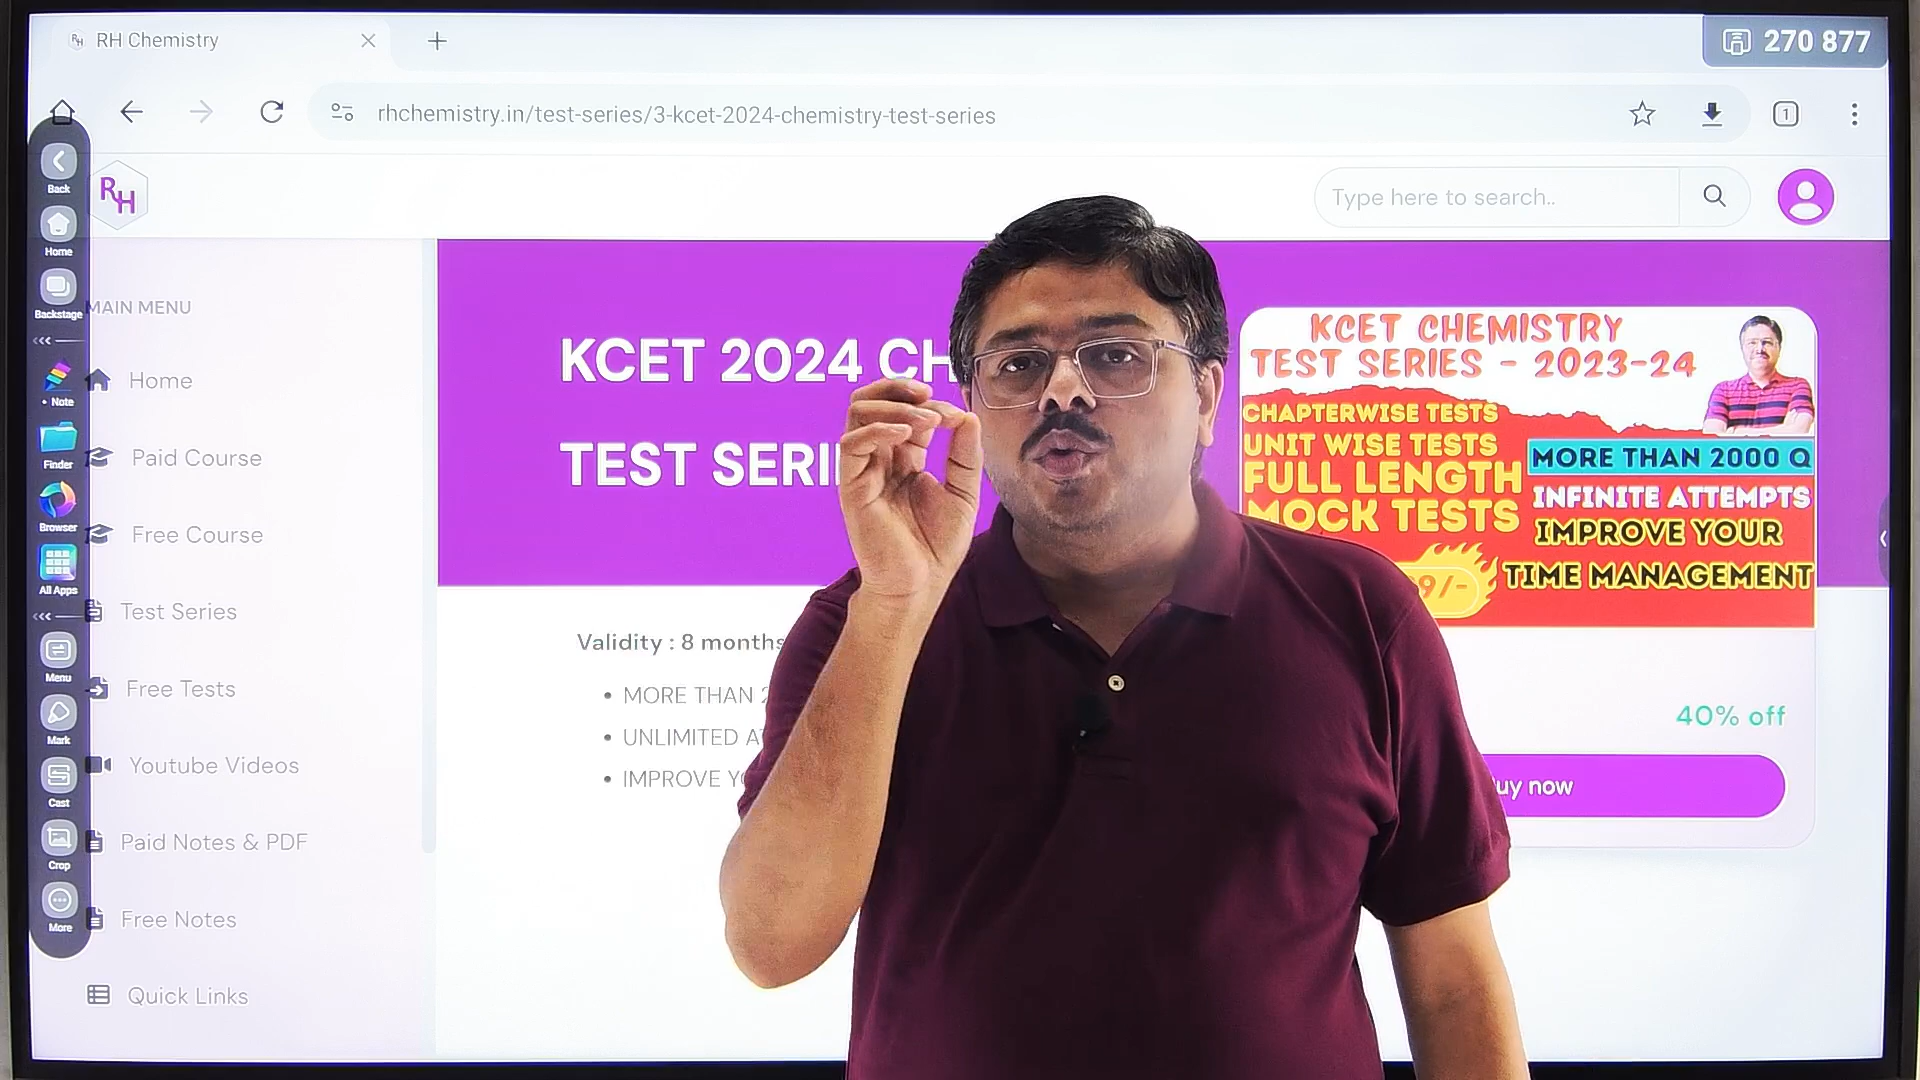 RH Chemistry
270 877
rhchemistry.in/test-series/3-kcet-2024-chemistry-test-series
1
Back
RH
Type here to search..
Home
Backstage
MAIN MENU
Home
Note
Paid Course
Finder
Free Course
Browser
All Apps
Test Series
Menu
Free Tests
Mark
Youtube Videos
Cast
Paid Notes & PDF
Crop
Free Notes
More
Quick Links
KCET 2024 CH
TEST SERI
KCET CHEMISTRY
TEST SERIES - 2023-24
CHAPTERWISE TESTS
UNIT WISE TESTS
FULL LENGTH
MOCK TESTS
MORE THAN 2000 Q
INFINITE ATTEMPTS
IMPROVE YOUR
TIME MANAGEMENT
9/-
Validity : 8 months
MORE THAN
UNLIMITED
IMPROVE
40% off
uy now